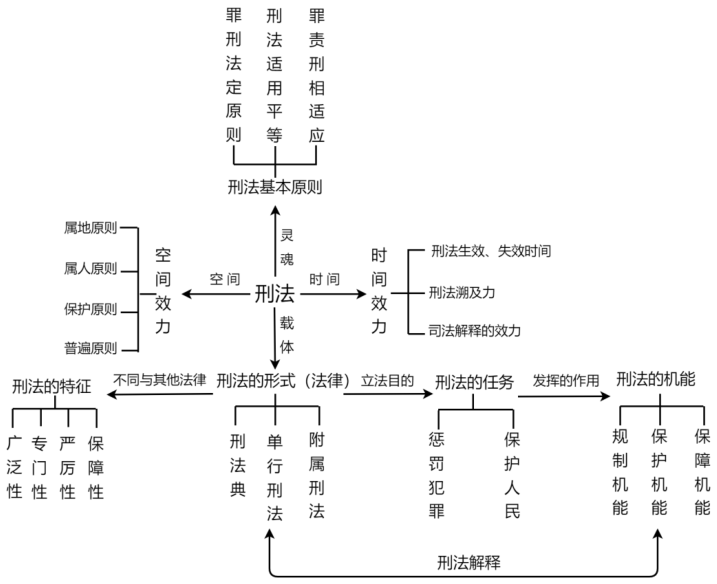 罪刑法定原则
刑法适用平等
罪责刑相适应
刑法基本原则
灵魂
属地原则
属人原则
保护原则
普遍原则
空间效力
空间
刑法
时间
时间效力
刑法生效、失效时间
刑法溯及力
司法解释的效力
载体
刑法的特征
不同与其他法律
刑法的形式（法律）
立法目的
刑法的任务
发挥的作用
刑法的机能
广泛性
专门性
严厉性
保障性
刑法典
单行刑法
附属刑法
惩罚犯罪
保护人民
规制机能
保护机能
保障机能
刑法解释